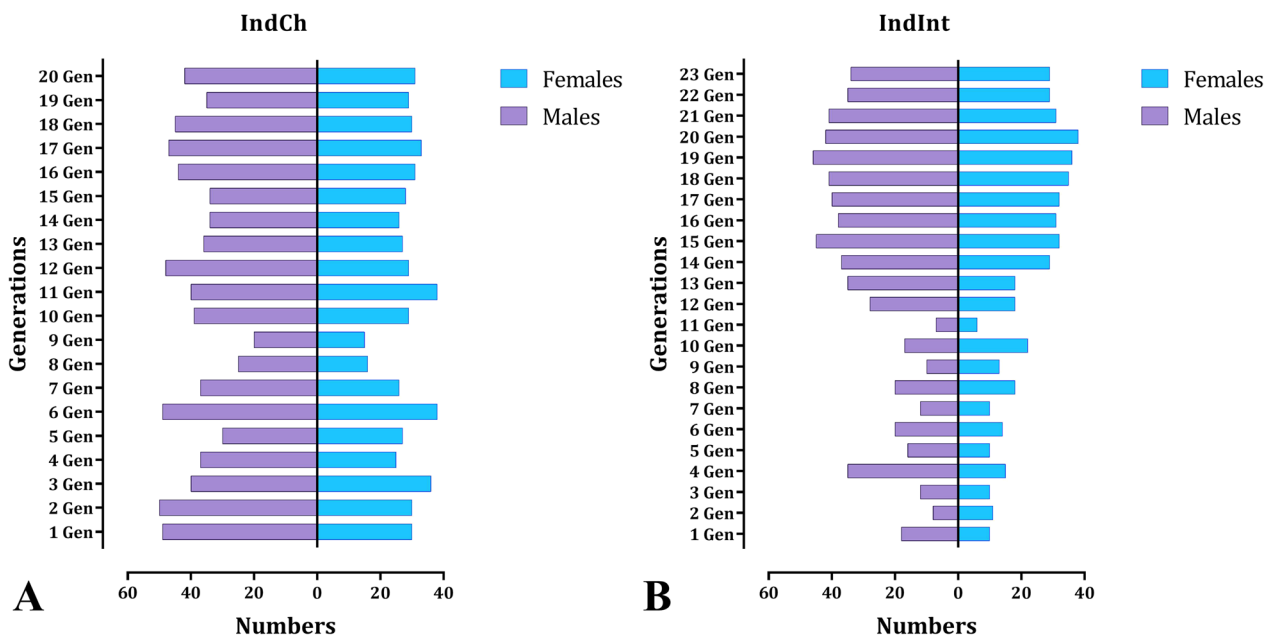 IndCh
20 Gen
19 Gen
18 Gen
17 Gen
16 Gen
15 Gen
14 Gen
13 Gen
12 Gen
11 Gen
10 Gen
9 Gen
8 Gen
7 Gen
6 Gen
5 Gen
4 Gen
3 Gen
2 Gen
1 Gen
Generations
60 40 20 0 20 40
Numbers
Females
Males
A
IndInt
23 Gen
22 Gen
21 Gen
20 Gen
19 Gen
18 Gen
17 Gen
16 Gen
15 Gen
14 Gen
13 Gen
12 Gen
11 Gen
10 Gen
9 Gen
8 Gen
7 Gen
6 Gen
5 Gen
4 Gen
3 Gen
2 Gen
1 Gen
Generations
60 40 20 0 20 40
Numbers
Females
Males
B